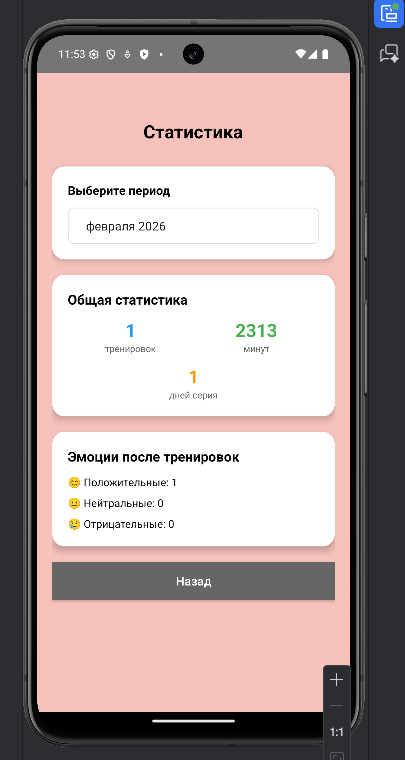 11:53
Статистика
Выберите период
февраля 2026
Общая статистика
1 2313
тренировок минут
1
дней серия
Эмоции после тренировок
😊 Положительные: 1
😐 Нейтральные: 0
😢 Отрицательные: 0
Назад
1:1